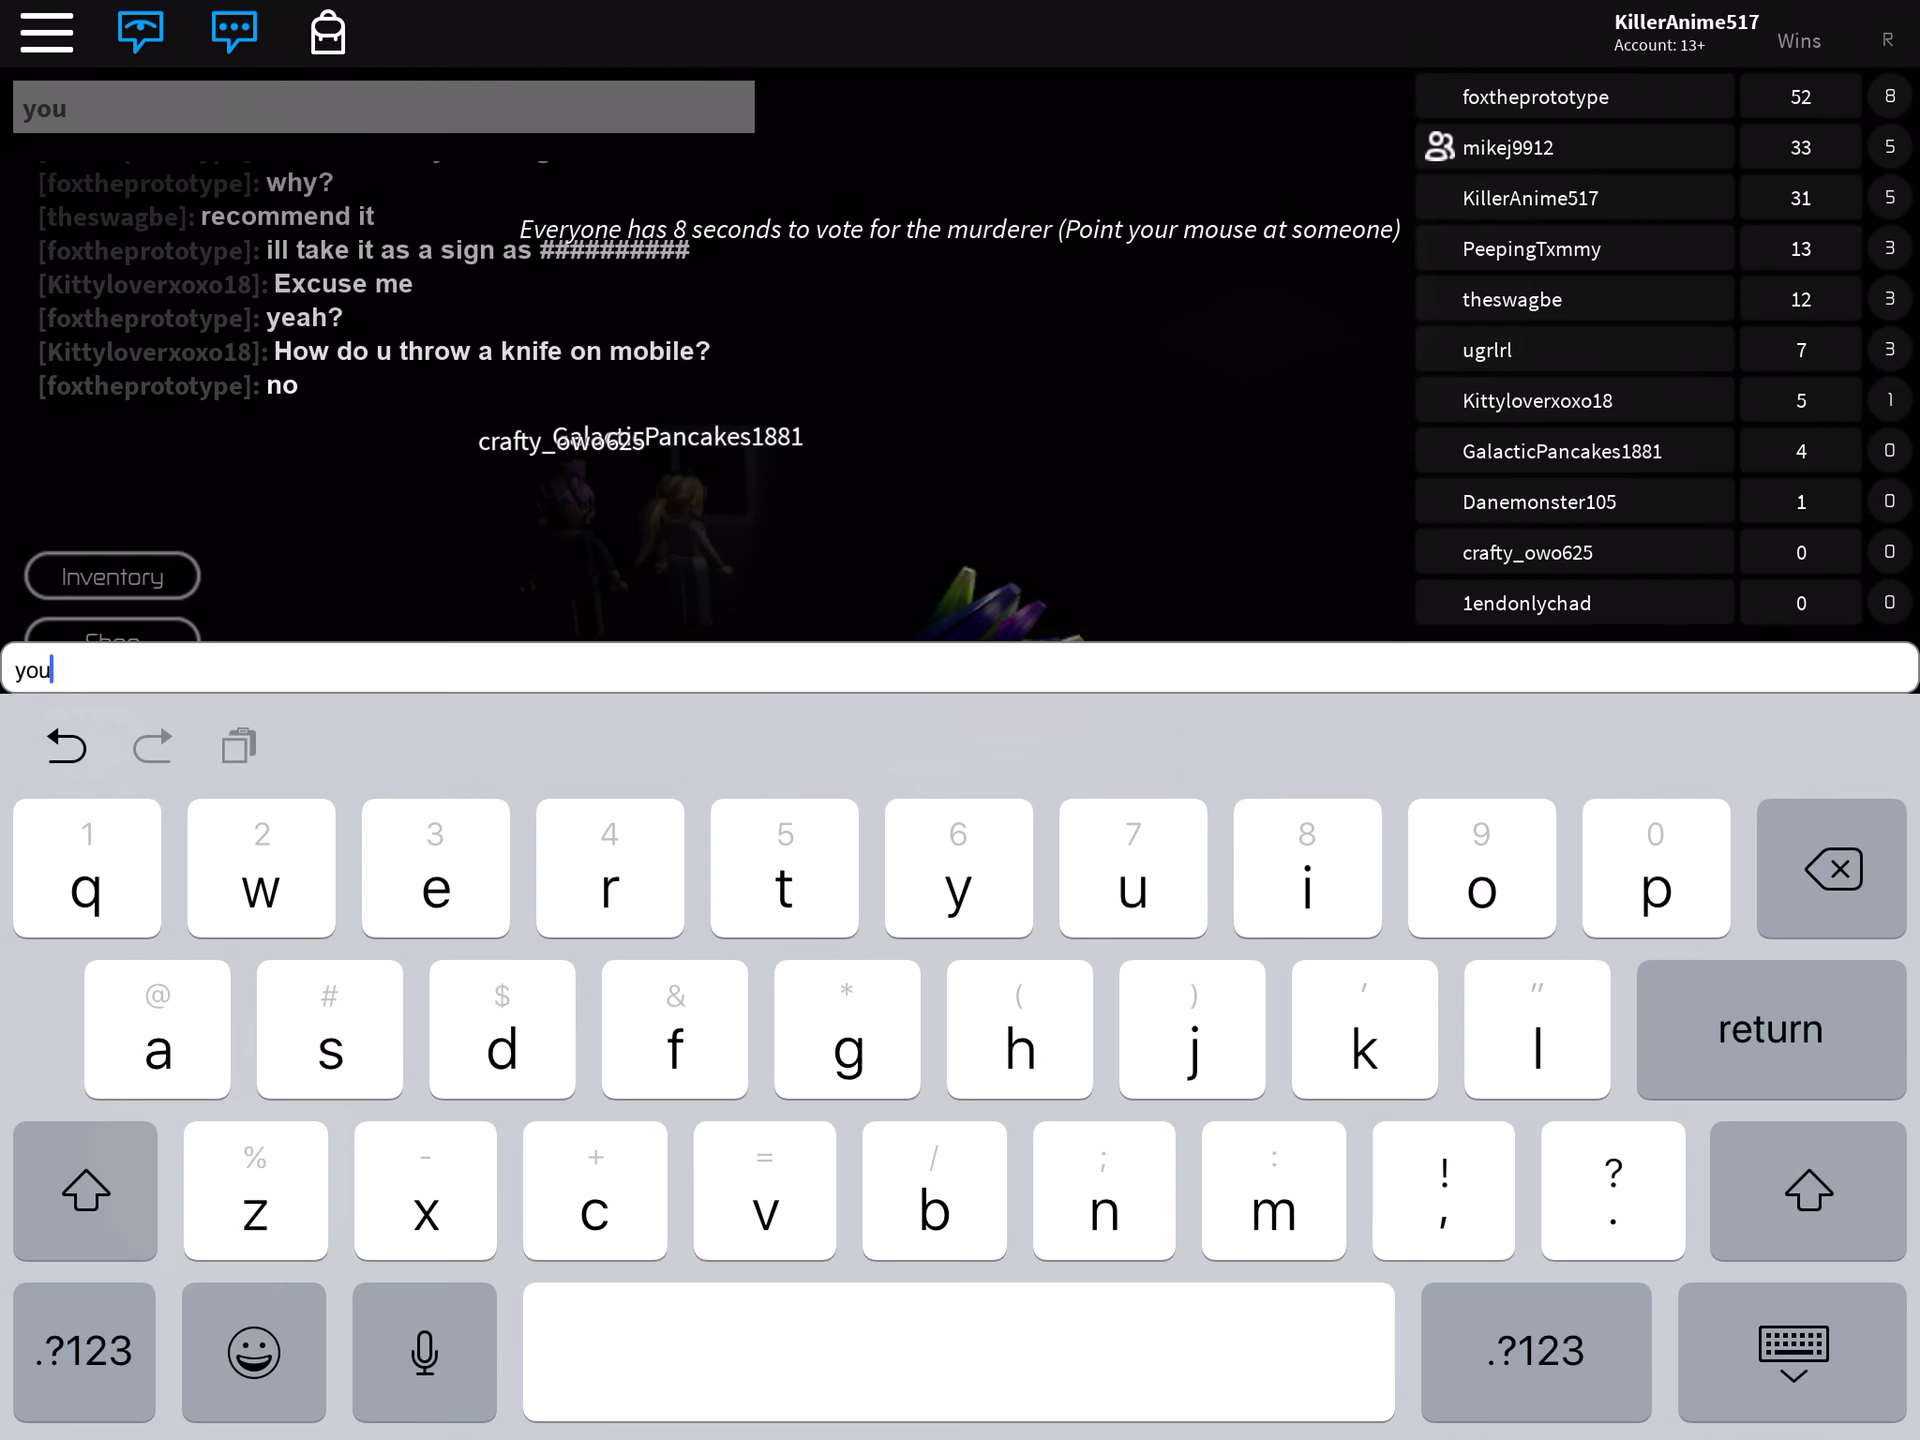 KillerAnime517
Account: 13+
Wins
R
you
[foxtheprototype]: why?
[theswagbe]: recommend it
[foxtheprototype]: ill take it as a sign as ##########
[Kittyloverxoxo18]: Excuse me
[foxtheprototype]: yeah?
[Kittyloverxoxo18]: How do u throw a knife on mobile?
[foxtheprototype]: no
Everyone has 8 seconds to vote for the murderer (Point your mouse at someone)
crafty_owo625
GalacticPancakes1881
foxtheprototype 52 8
mikej9912 33 5
KillerAnime517 31 5
PeepingTxmmy 13 3
theswagbe 12 3
ugrlrl 7 3
Kittyloverxoxo18 5 1
GalacticPancakes1881 4 0
Danemonster105 1 0
crafty_owo625 0 0
1endonlychad 0 0
Inventory
Shop
you
1 2 3 4 5 6 7 8 9 0
q w e r t y u i o p
@ # $ & * ( ) ' "
a s d f g h j k l return
% - + = / ; : ! ?
z x c v b n m , .
.?123 .?123